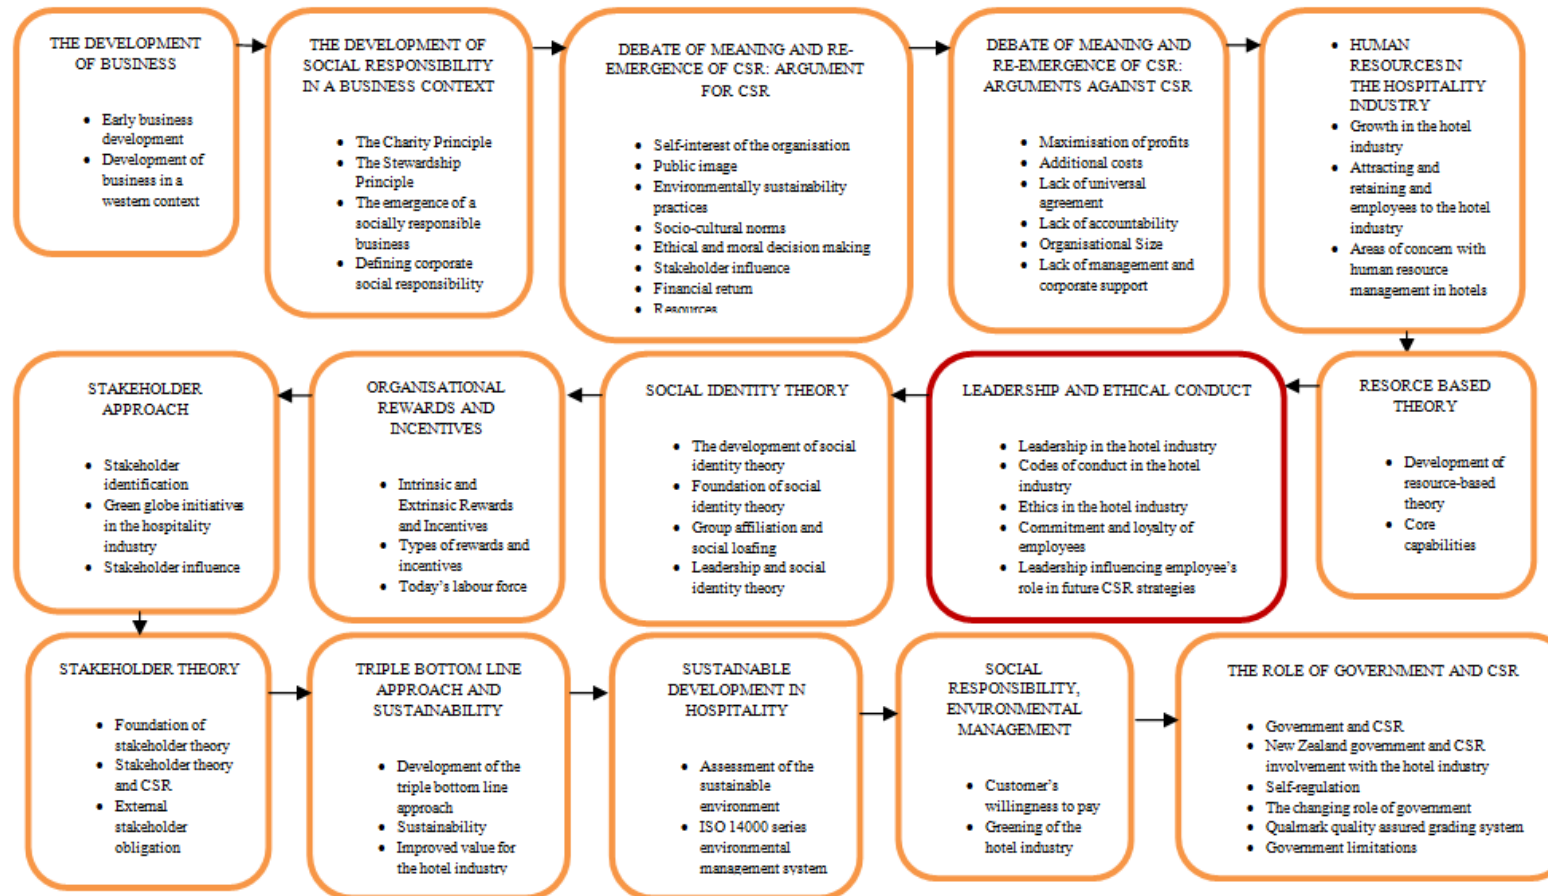 THE DEVELOPMENT
OF BUSINESS
• Early business
development
• Development of
business in a
western context
THE DEVELOPMENT OF
SOCIAL RESPONSIBILITY
IN A BUSINESS CONTEXT
• The Charity Principle
• The Stewardship
Principle
• The emergence of a
socially responsible
business
• Defining corporate
social responsibility
DEBATE OF MEANING AND RE-
EMERGENCE OF CSR: ARGUMENT
FOR CSR
• Self-interest of the organisation
• Public image
• Environmentally sustainability
practices
• Socio-cultural norms
• Ethical and moral decision making
• Stakeholder influence
• Financial return
• Resources
DEBATE OF MEANING AND
RE-EMERGENCE OF CSR:
ARGUMENTS AGAINST CSR
• Maximisation of profits
• Additional costs
• Lack of universal
agreement
• Lack of accountability
• Organisational Size
• Lack of management and
corporate support
• HUMAN
RESOURCES IN
THE HOSPITALITY
INDUSTRY
• Growth in the hotel
industry
• Attracting and
retaining and
employees to the hotel
industry
• Areas of concern with
human resource
management in hotels
RESORCE BASED
THEORY
• Development of
resource-based
theory
• Core
capabilities
LEADERSHIP AND ETHICAL CONDUCT
• Leadership in the hotel industry
• Codes of conduct in the hotel
industry
• Ethics in the hotel industry
• Commitment and loyalty of
employees
• Leadership influencing employee's
role in future CSR strategies
SOCIAL IDENTITY THEORY
• The development of social
identity theory
• Foundation of social
identity theory
• Group affiliation and
social loafing
• Leadership and social
identity theory
ORGANISATIONAL
REWARDS AND
INCENTIVES
• Intrinsic and
Extrinsic Rewards
and Incentives
• Types of rewards and
incentives
• Today's labour force
STAKEHOLDER
APPROACH
• Stakeholder
identification
• Green globe initiatives
in the hospitality
industry
• Stakeholder influence
STAKEHOLDER THEORY
• Foundation of
stakeholder theory
• Stakeholder theory
and CSR
• External
stakeholder
obligation
TRIPLE BOTTOM LINE
APPROACH AND
SUSTAINABILITY
• Development of the
triple bottom line
approach
• Sustainability
• Improved value for
the hotel industry
SUSTAINABLE
DEVELOPMENT IN
HOSPITALITY
• Assessment of the
sustainable
environment
• ISO 14000 series
environmental
management system
SOCIAL
RESPONSIBILITY,
ENVIRONMENTAL
MANAGEMENT
• Customer's
willingness to pay
• Greening of the
hotel industry
THE ROLE OF GOVERNMENT AND CSR
• Government and CSR
• New Zealand government and CSR
involvement with the hotel industry
• Self-regulation
• The changing role of government
• Qualmark quality assured grading system
• Government limitations